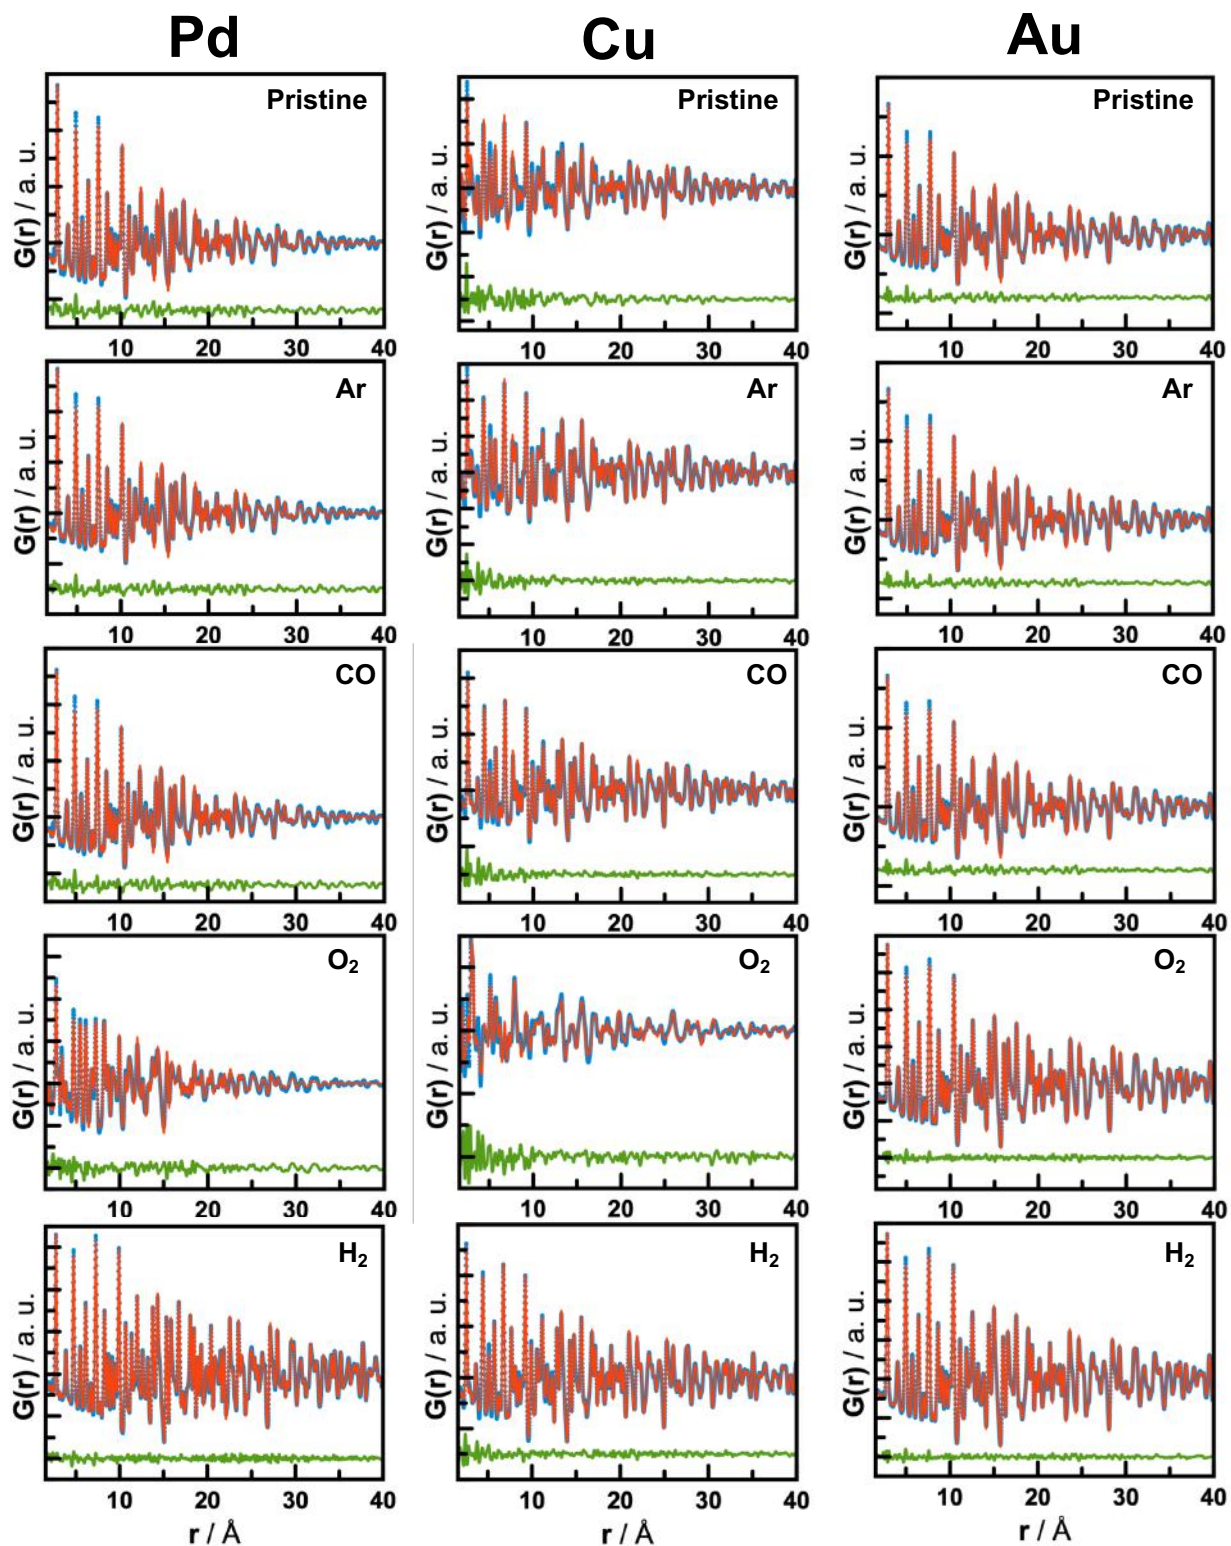 Pd Cu Au
Pristine Pristine Pristine
G(r) / a. u. G(r) / a. u. G(r) / a. u.
10 20 30 40 10 20 30 40 10 20 30 40
Ar Ar Ar
G(r) / a. u. G(r) / a. u. G(r) / a. u.
10 20 30 40 10 20 30 40 10 20 30 40
CO CO CO
G(r) / a. u. G(r) / a. u. G(r) / a. u.
10 20 30 40 10 20 30 40 10 20 30 40
O₂ O₂ O₂
G(r) / a. u. G(r) / a. u. G(r) / a. u.
10 20 30 40 10 20 30 40 10 20 30 40
H₂ H₂ H₂
G(r) / a. u. G(r) / a. u. G(r) / a. u.
10 20 30 40 10 20 30 40 10 20 30 40
r / Å r / Å r / Å